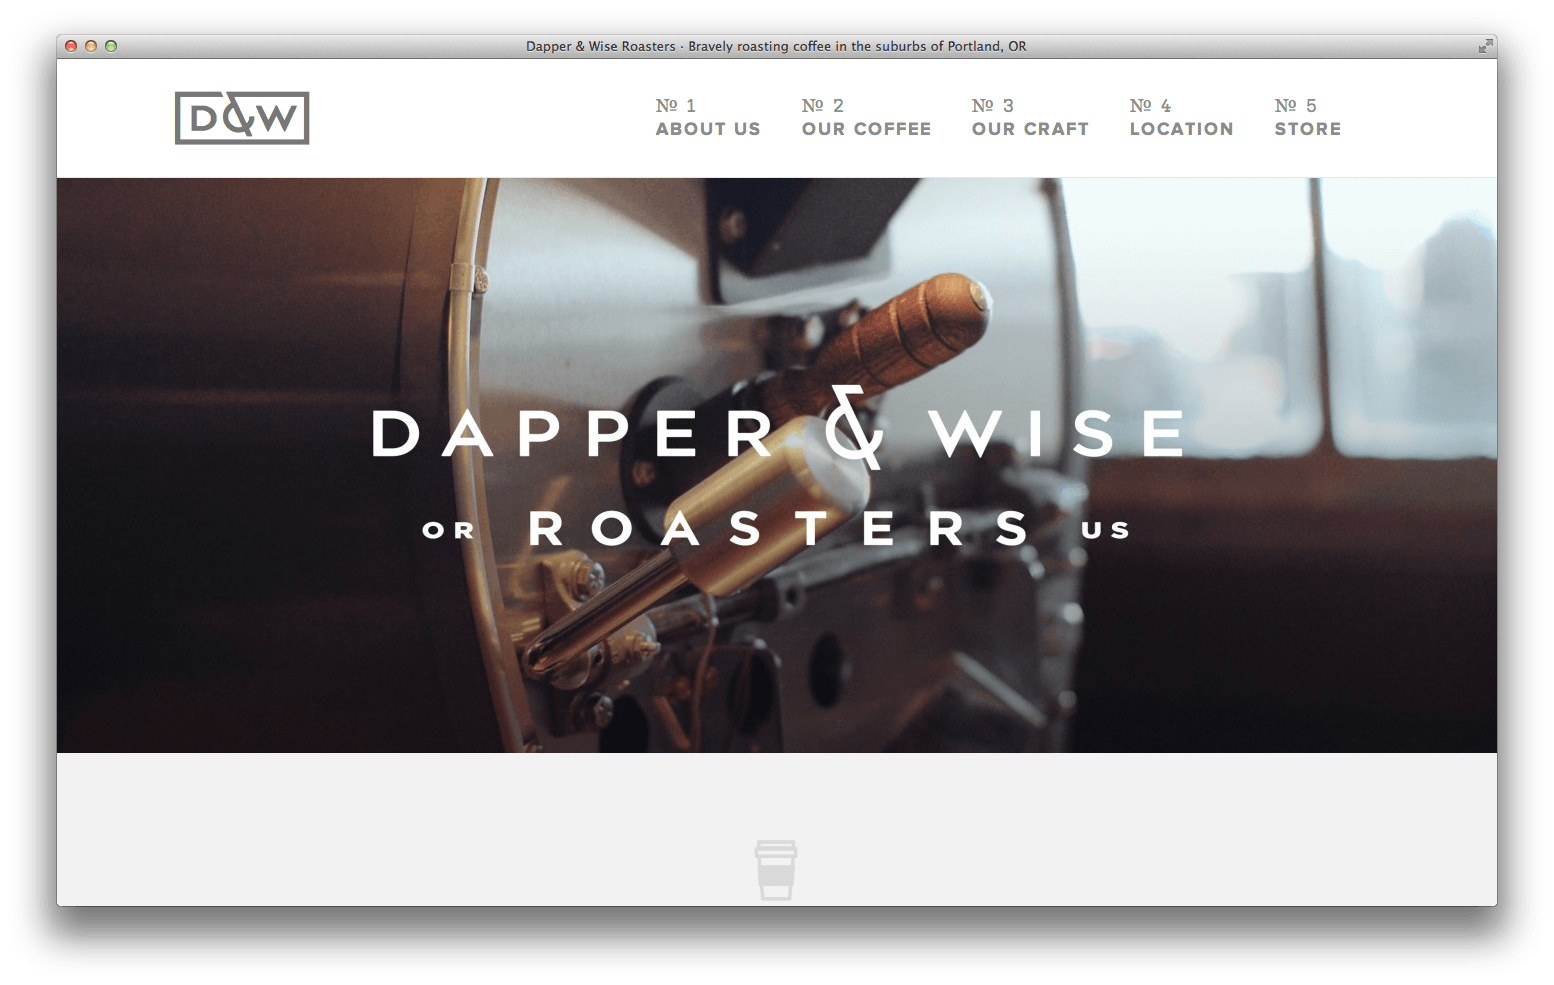 Dapper & Wise Roasters · Bravely roasting coffee in the suburbs of Portland, OR
D&W
№ 1
ABOUT US
№ 2
OUR COFFEE
№ 3
OUR CRAFT
№ 4
LOCATION
№ 5
STORE
DAPPER & WISE
OR ROASTERS US